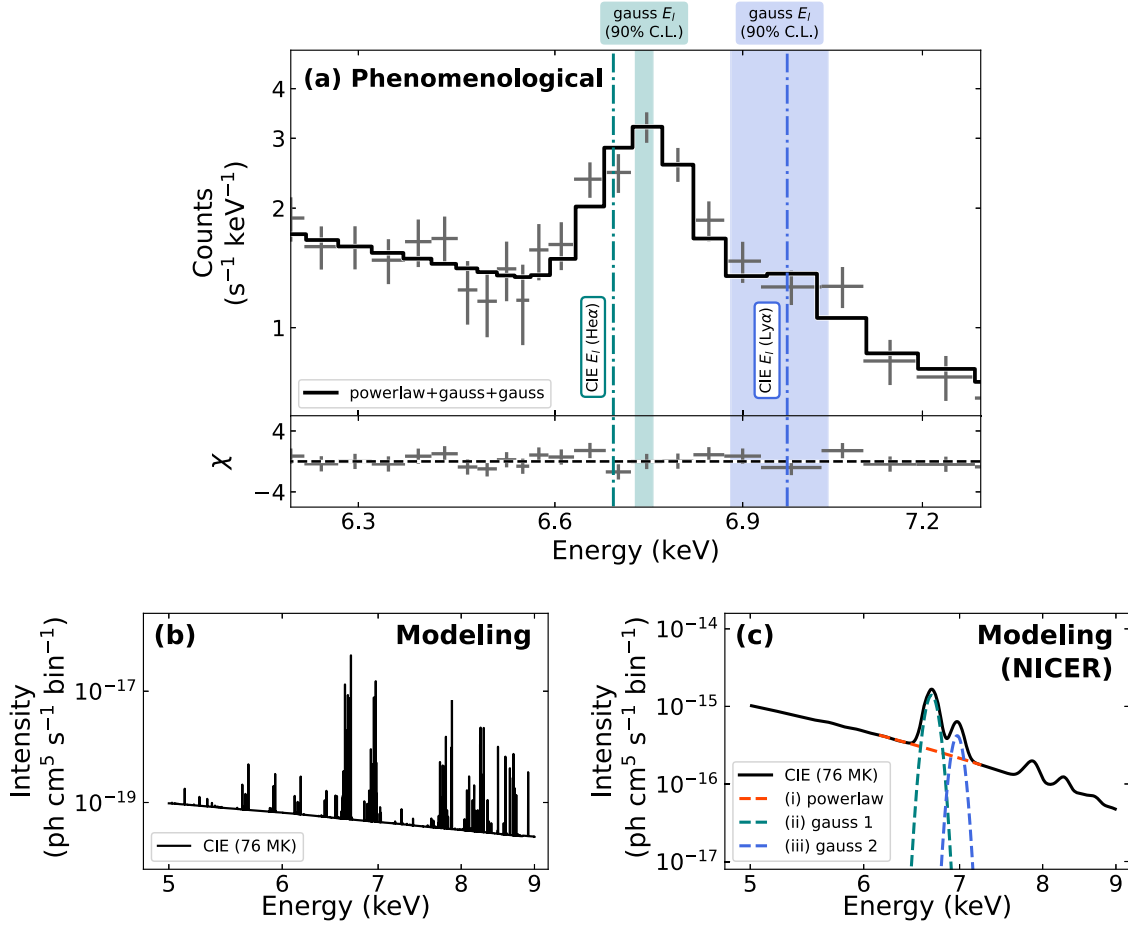 gauss E_l
(90% C.L.)
gauss E_l
(90% C.L.)
(a) Phenomenological
4
3
2
1
Counts
(s⁻¹ keV⁻¹)
CIE E_l (Heα)
CIE E_l (Lyα)
powerlaw+gauss+gauss
4
0
−4
χ
6.3
6.6
6.9
7.2
Energy (keV)
(b)
Modeling
10⁻¹⁷
10⁻¹⁹
Intensity
(ph cm⁵ s⁻¹ bin⁻¹)
CIE (76 MK)
5
6
7
8
9
Energy (keV)
(c)
Modeling
(NICER)
10⁻¹⁴
10⁻¹⁵
10⁻¹⁶
10⁻¹⁷
Intensity
(ph cm⁵ s⁻¹ bin⁻¹)
CIE (76 MK)
(i) powerlaw
(ii) gauss 1
(iii) gauss 2
5
6
7
8
9
Energy (keV)